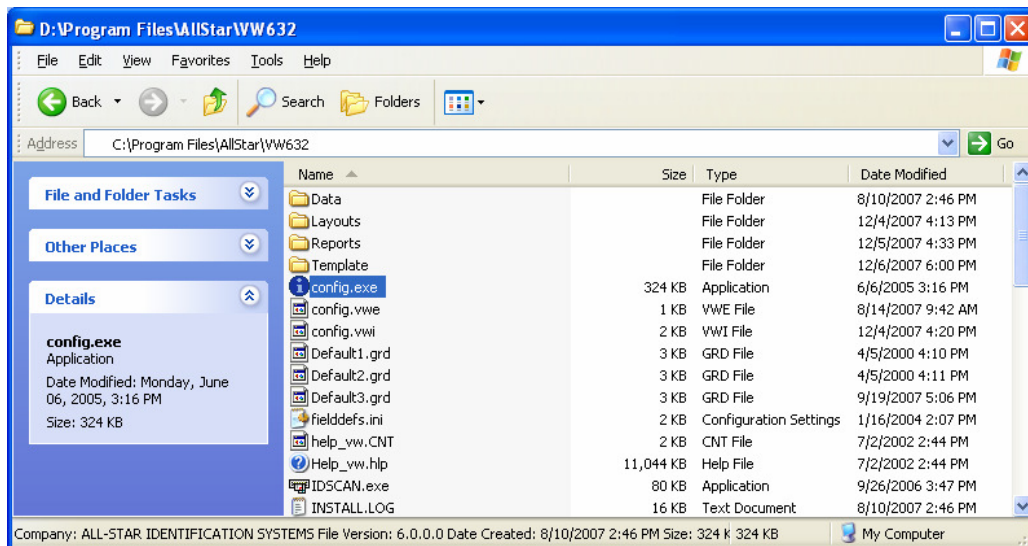 D:\Program Files\AllStar\VW632
File Edit View Favorites Tools Help
Back Search Folders
Address C:\Program Files\AllStar\VW632 Go
File and Folder Tasks
Other Places
Details
config.exe
Application
Date Modified: Monday, June
06, 2005, 3:16 PM
Size: 324 KB
Name Size Type Date Modified
Data File Folder 8/10/2007 2:46 PM
Layouts File Folder 12/4/2007 4:13 PM
Reports File Folder 12/5/2007 4:33 PM
Template File Folder 12/6/2007 6:00 PM
config.exe 324 KB Application 6/6/2005 3:16 PM
config.vwe 1 KB VWE File 8/14/2007 9:42 AM
config.vwi 2 KB VWI File 12/4/2007 4:20 PM
Default1.grd 3 KB GRD File 4/5/2000 4:10 PM
Default2.grd 3 KB GRD File 4/5/2000 4:11 PM
Default3.grd 3 KB GRD File 9/19/2007 5:06 PM
fielddefs.ini 2 KB Configuration Settings 1/16/2004 2:07 PM
help_vw.CNT 2 KB CNT File 7/2/2002 2:44 PM
Help_vw.hlp 11,044 KB Help File 7/2/2002 2:44 PM
IDSCAN.exe 80 KB Application 9/26/2006 3:47 PM
INSTALL.LOG 16 KB Text Document 8/10/2007 2:46 PM
Company: ALL-STAR IDENTIFICATION SYSTEMS File Version: 6.0.0.0 Date Created: 8/10/2007 2:46 PM Size: 324 K 324 KB My Computer